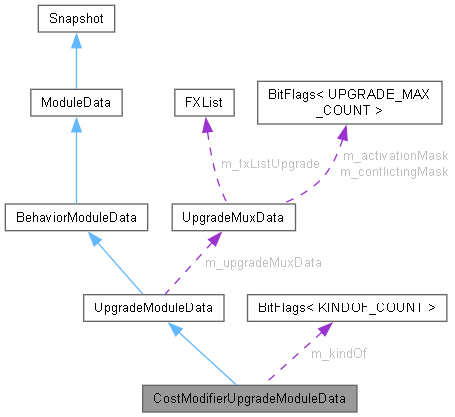 Snapshot
ModuleData
FXList
BitFlags< UPGRADE_MAX
_COUNT >
m_fxListUpgrade
m_activationMask
m_conflictingMask
BehaviorModuleData
UpgradeMuxData
m_upgradeMuxData
UpgradeModuleData
BitFlags< KINDOF_COUNT >
m_kindOf
CostModifierUpgradeModuleData